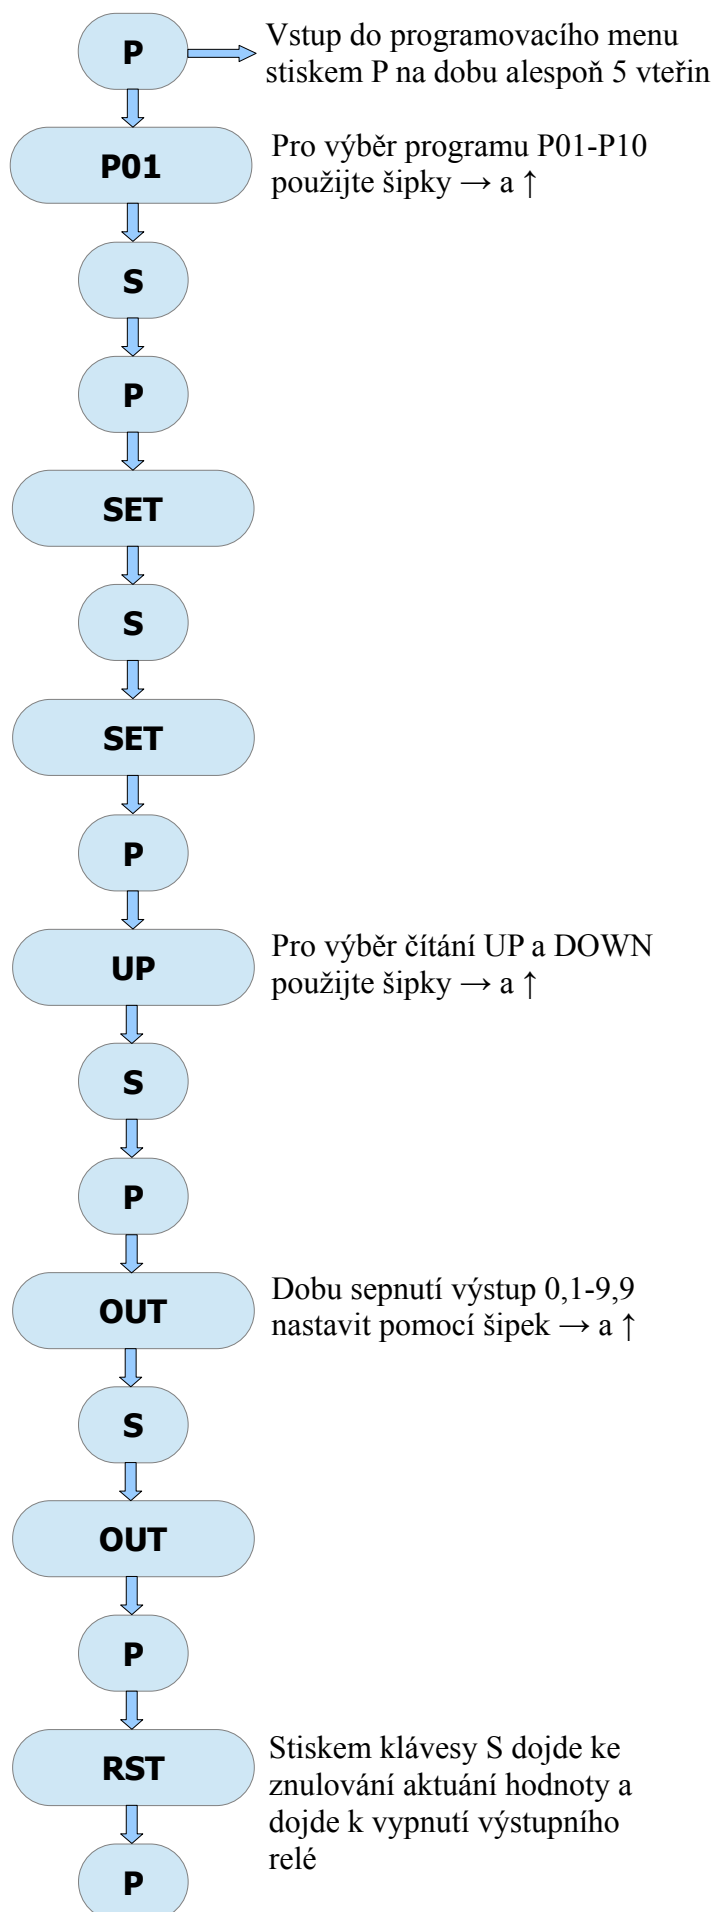 P
Vstup do programovacího menu
stiskem P na dobu alespoň 5 vteřin
P01
Pro výběr programu P01-P10
použijte šipky → a ↑
S
P
SET
S
SET
P
UP
Pro výběr čítání UP a DOWN
použijte šipky → a ↑
S
P
OUT
Dobu sepnutí výstup 0,1-9,9
nastavit pomocí šipek → a ↑
S
OUT
P
RST
Stiskem klávesy S dojde ke
znulování aktuání hodnoty a
dojde k vypnutí výstupního
relé
P